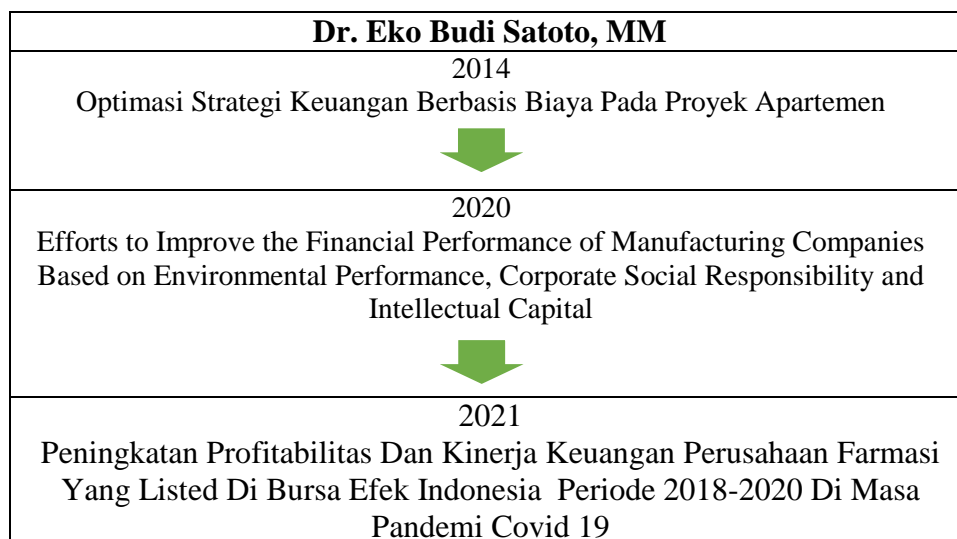 Dr. Eko Budi Satoto, MM
2014
Optimasi Strategi Keuangan Berbasis Biaya Pada Proyek Apartemen
2020
Efforts to Improve the Financial Performance of Manufacturing Companies
Based on Environmental Performance, Corporate Social Responsibility and
Intellectual Capital
2021
Peningkatan Profitabilitas Dan Kinerja Keuangan Perusahaan Farmasi
Yang Listed Di Bursa Efek Indonesia Periode 2018-2020 Di Masa
Pandemi Covid 19